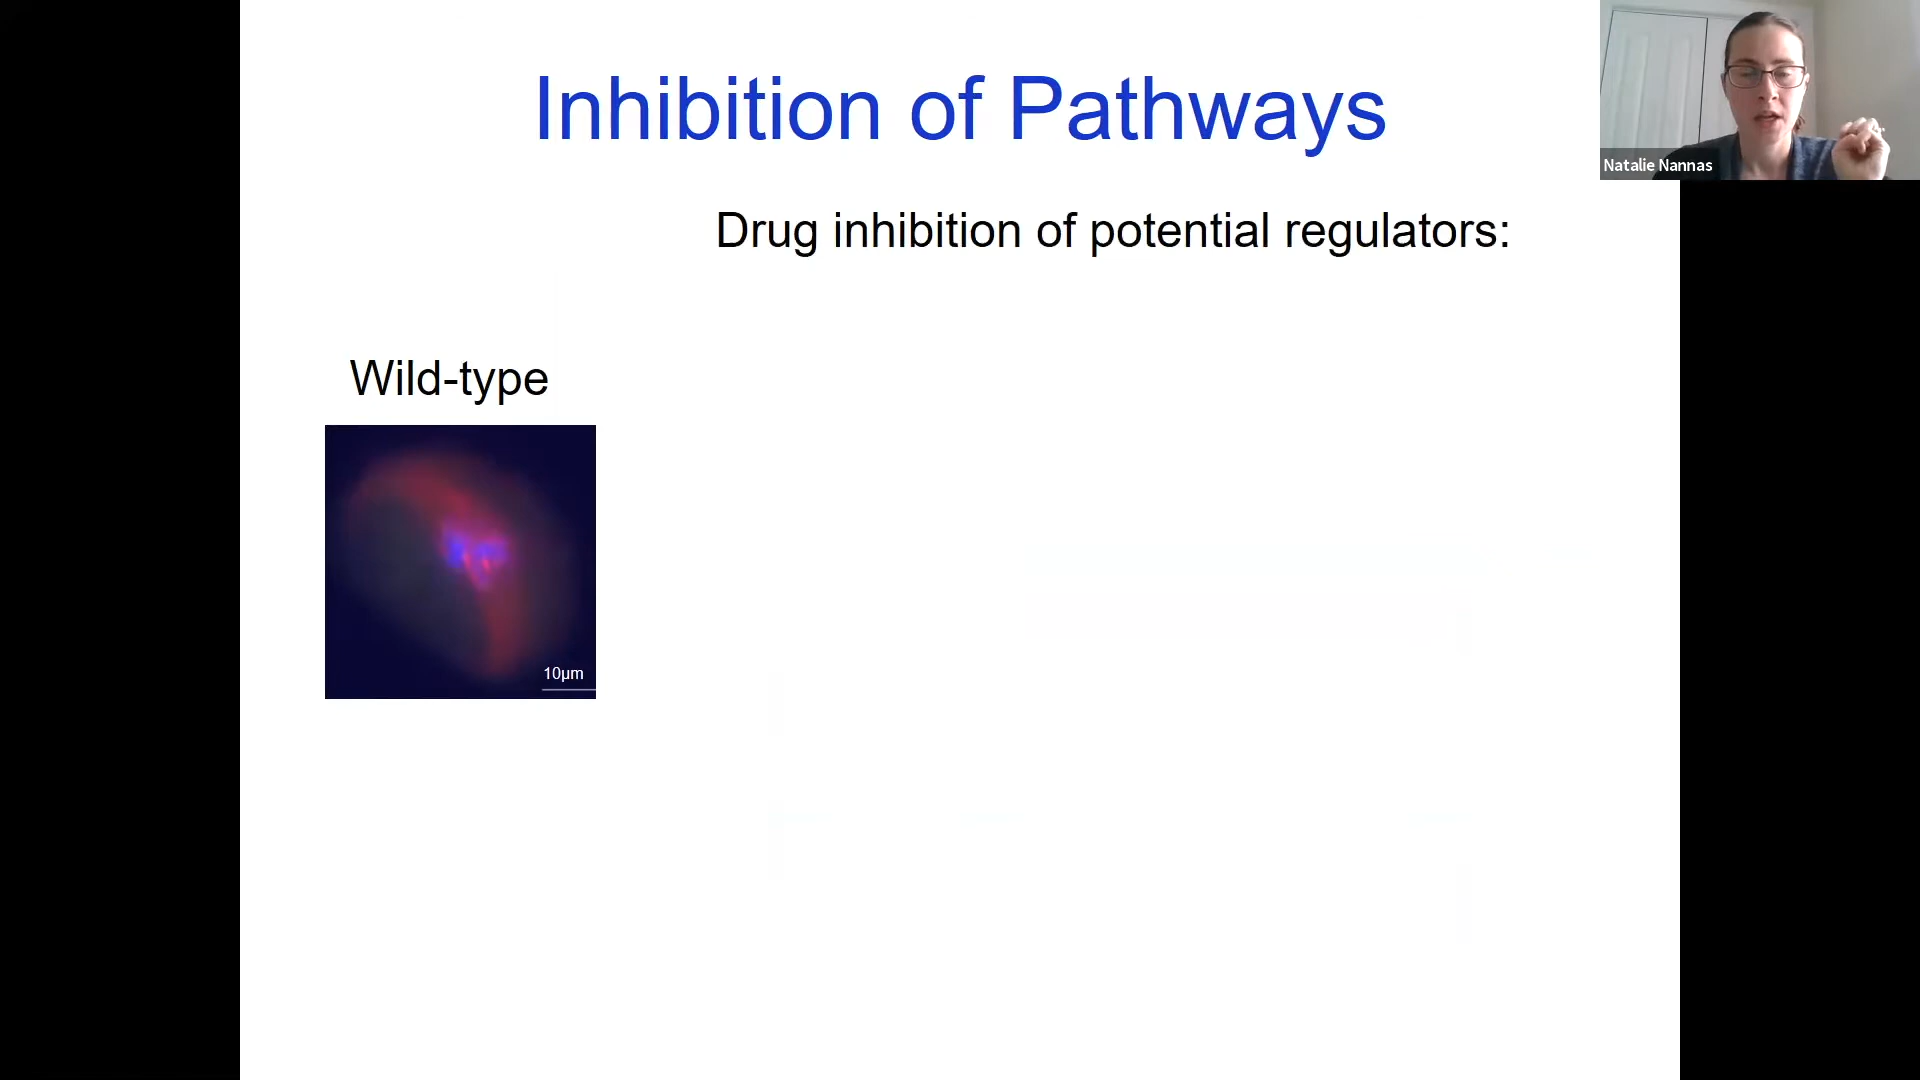 Inhibition of Pathways
Natalie Nannas
Drug inhibition of potential regulators:
Wild-type
10µm